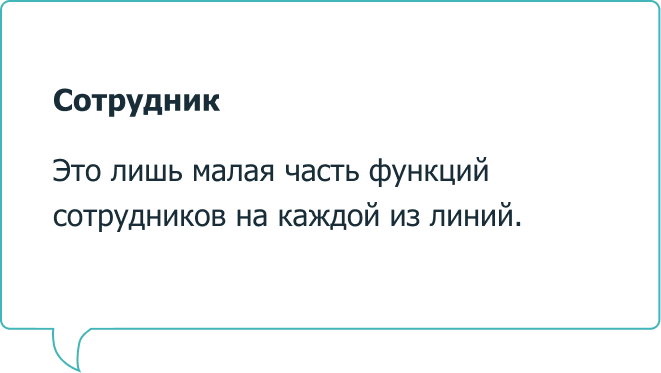 Сотрудник
Это лишь малая часть функций
сотрудников на каждой из линий.